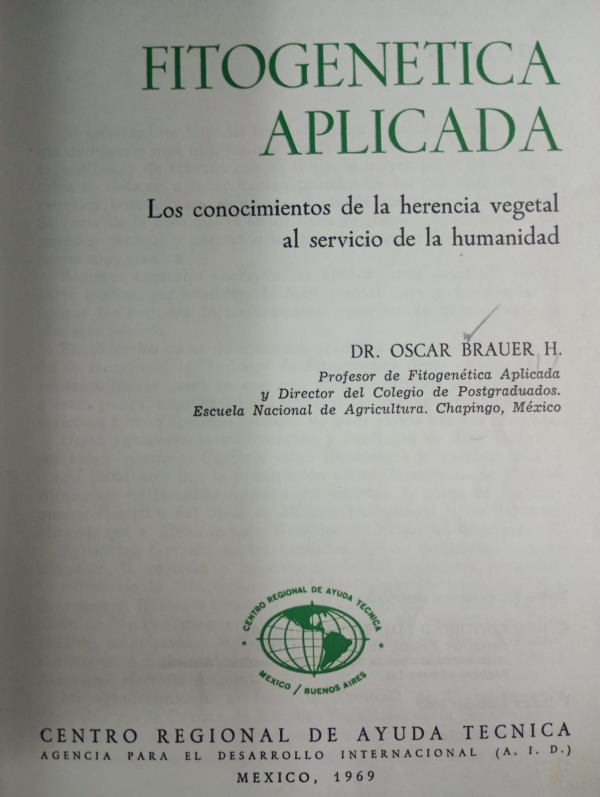 FITOGENETICA
APLICADA
Los conocimientos de la herencia vegetal
al servicio de la humanidad
DR. OSCAR BRAUER H.
Profesor de Fitogenética Aplicada
y Director del Colegio de Postgraduados.
Escuela Nacional de Agricultura. Chapingo, México
CENTRO REGIONAL DE AYUDA TECNICA
MEXICO / BUENOS AIRES
CENTRO REGIONAL DE AYUDA TECNICA
AGENCIA PARA EL DESARROLLO INTERNACIONAL (A. I. D.)
MEXICO, 1969